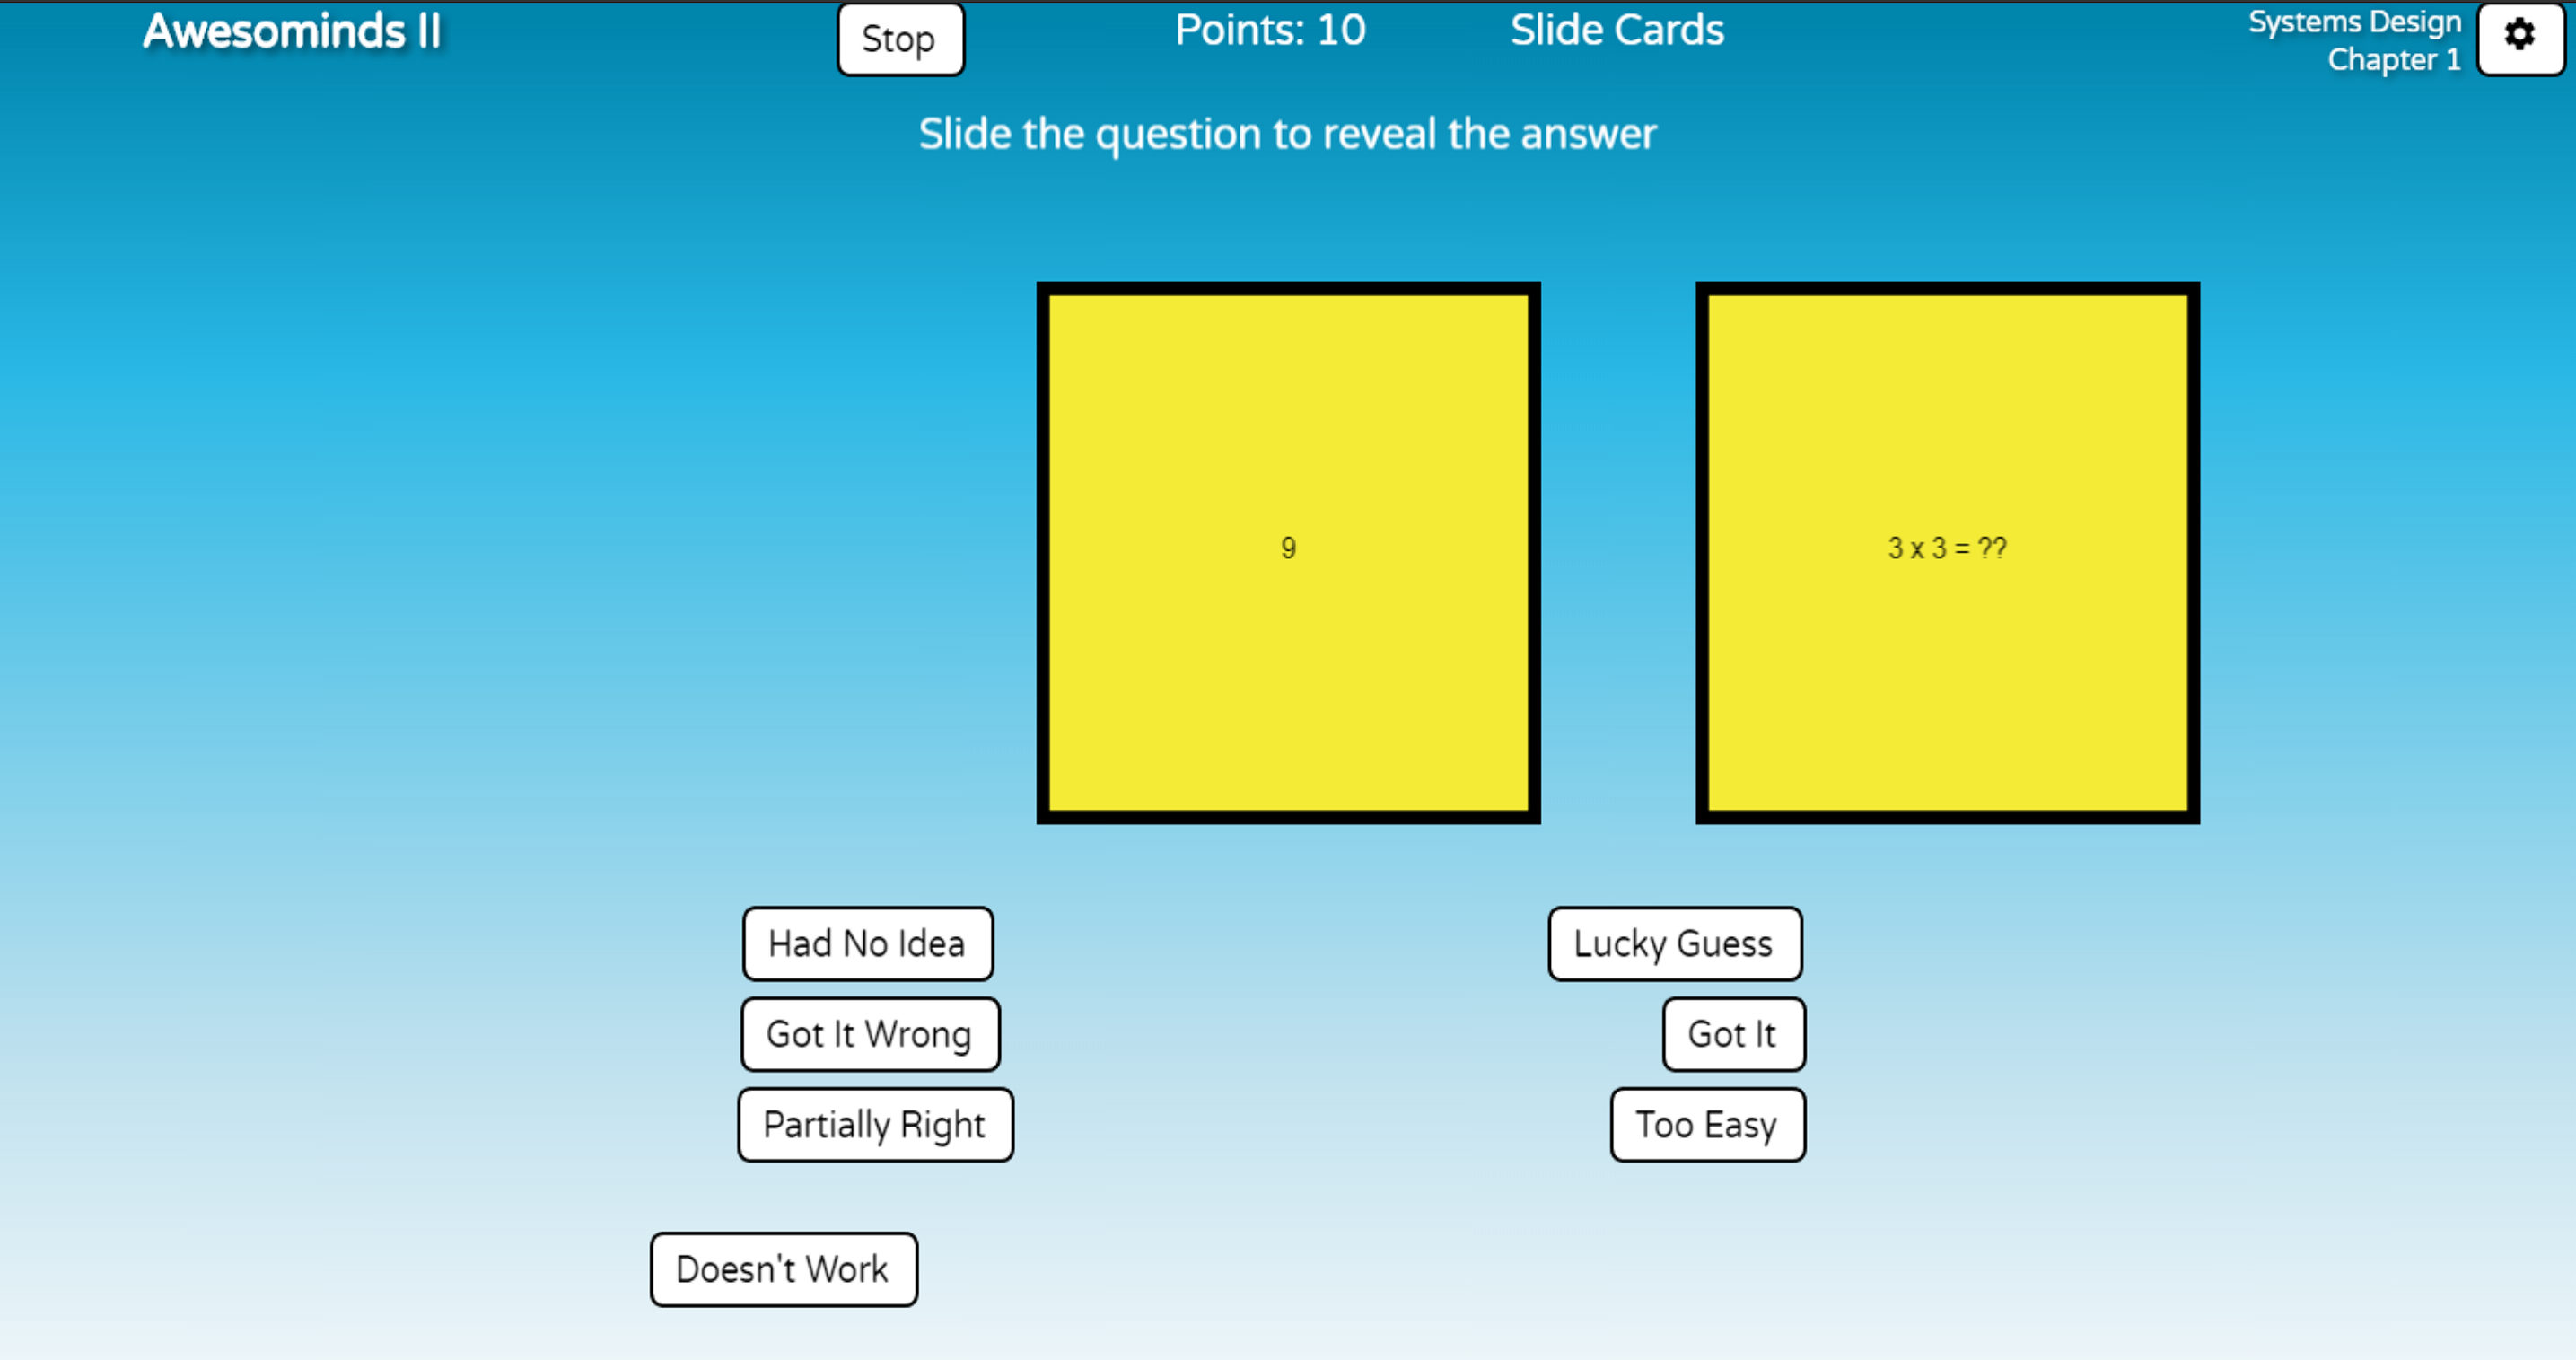 Awesominds II
Stop
Points: 10
Slide Cards
Systems Design
Chapter 1
Slide the question to reveal the answer
9
3 x 3 = ??
Had No Idea
Lucky Guess
Got It Wrong
Got It
Partially Right
Too Easy
Doesn't Work